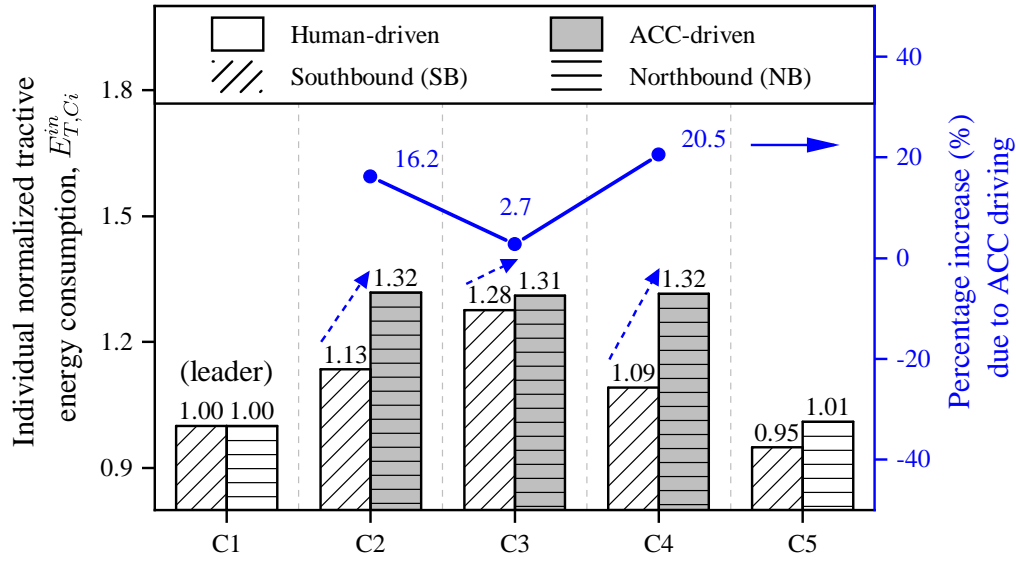 Human-driven
ACC-driven
Southbound (SB)
Northbound (NB)
Individual normalized tractive
energy consumption, E^{in}_{T,Ci}
1.8
1.5
1.2
0.9
40
20
0
-20
-40
Percentage increase (%)
due to ACC driving
16.2
2.7
20.5
(leader)
1.00 1.00
1.13
1.32
1.28
1.31
1.09
1.32
0.95
1.01
C1
C2
C3
C4
C5